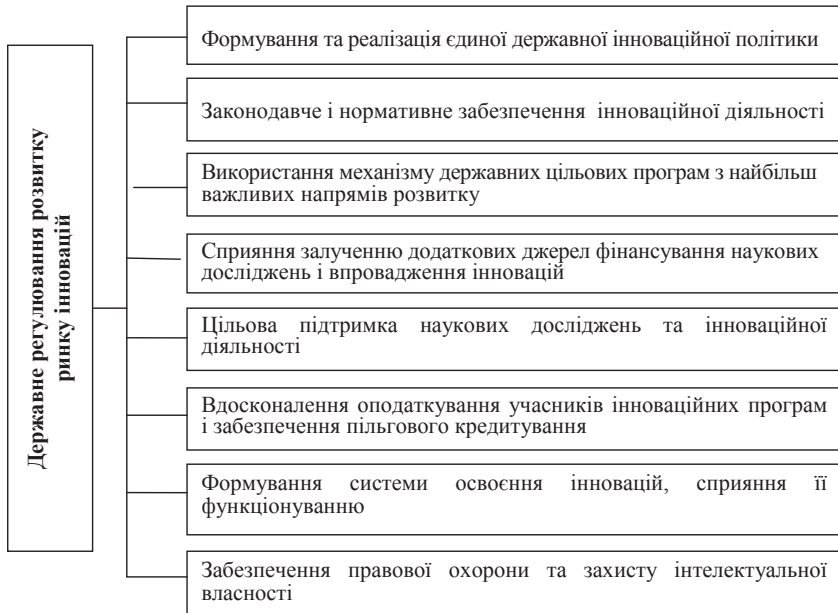 Державне регулювання розвитку
ринку інновацій
Формування та реалізація єдиної державної інноваційної політики
Законодавче і нормативне забезпечення інноваційної діяльності
Використання механізму державних цільових програм з найбільш
важливих напрямів розвитку
Сприяння залученню додаткових джерел фінансування наукових
досліджень і впровадження інновацій
Цільова підтримка наукових досліджень та інноваційної
діяльності
Вдосконалення оподаткування учасників інноваційних програм
і забезпечення пільгового кредитування
Формування системи освоєння інновацій, сприяння її
функціонуванню
Забезпечення правової охорони та захисту інтелектуальної
власності